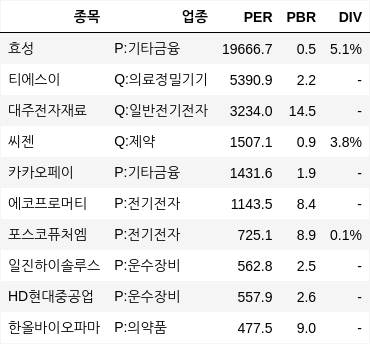 종목 업종 PER PBR DIV
효성 P:기타금융 19666.7 0.5 5.1%
티에스이 Q:의료정밀기기 5390.9 2.2 -
대주전자재료 Q:일반전기전자 3234.0 14.5 -
씨젠 Q:제약 1507.1 0.9 3.8%
카카오페이 P:기타금융 1431.6 1.9 -
에코프로머티 P:전기전자 1143.5 8.4 -
포스코퓨처엠 P:전기전자 725.1 8.9 0.1%
일진하이솔루스 P:운수장비 562.8 2.5 -
HD현대중공업 P:운수장비 557.9 2.6 -
한올바이오파마 P:의약품 477.5 9.0 -